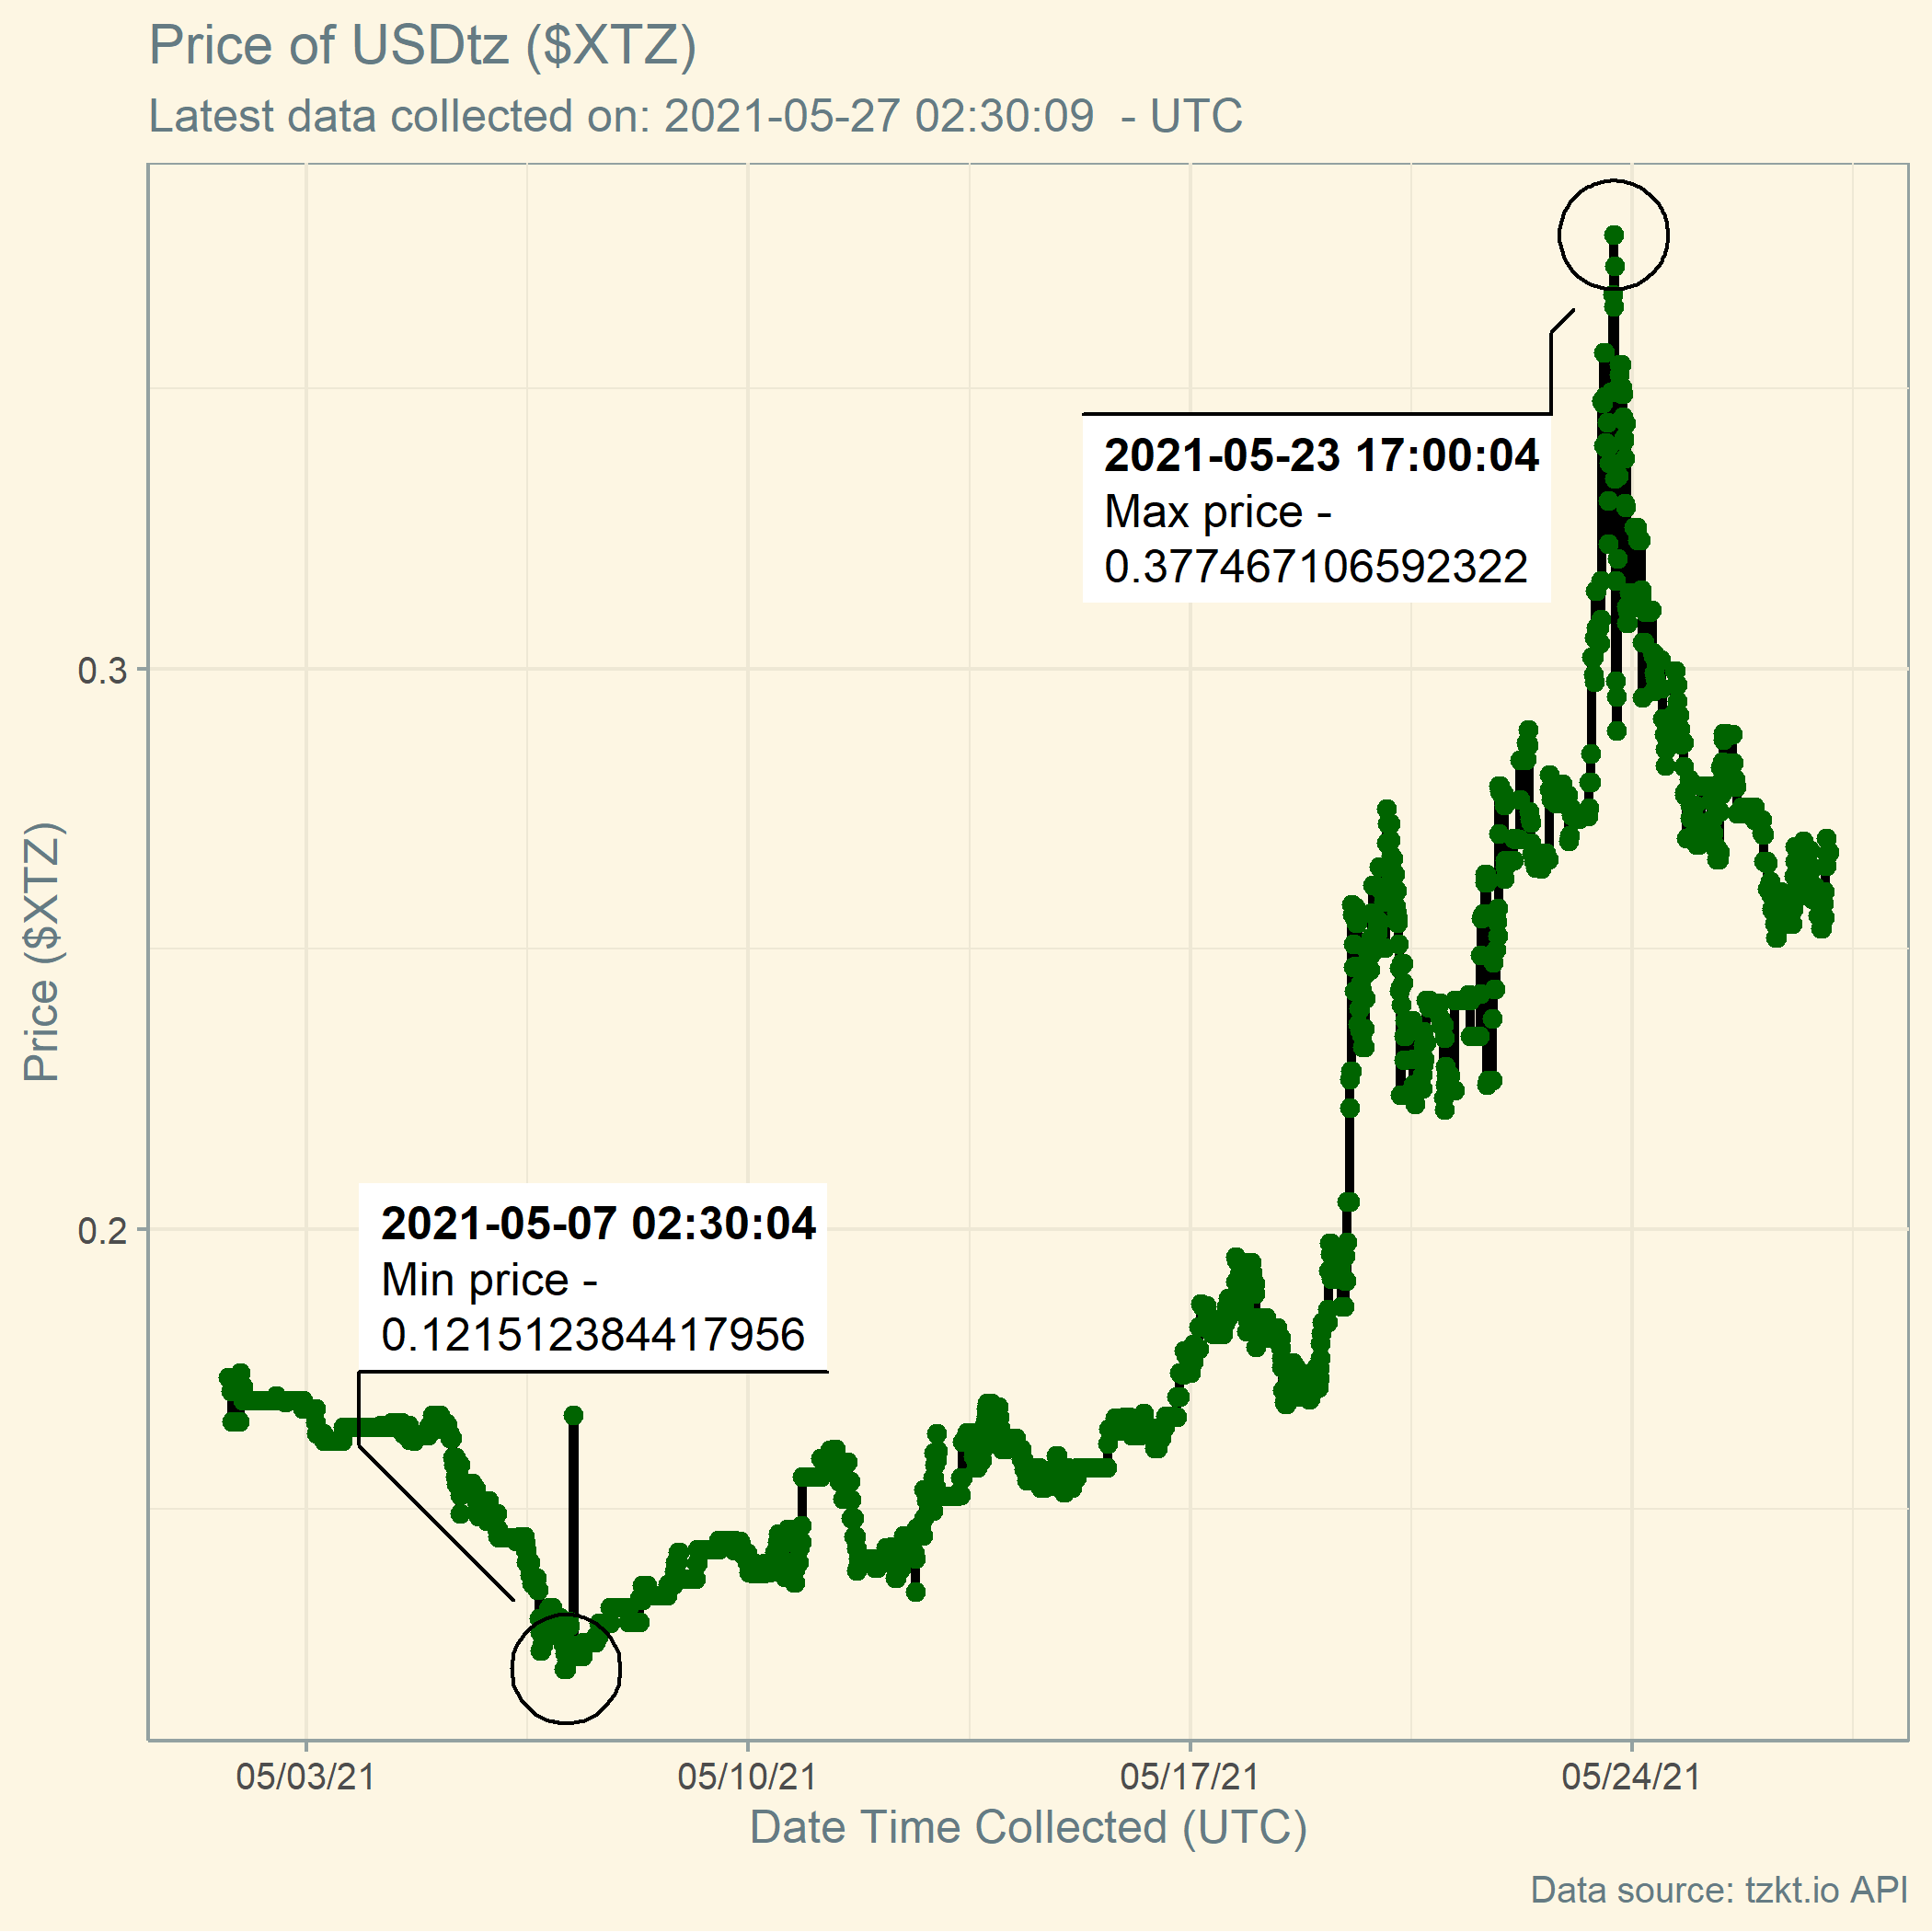 Price of USDtz ($XTZ)
Latest data collected on: 2021-05-27 02:30:09  - UTC
2021-05-23 17:00:04
Max price -
0.377467106592322
0.3
Price ($XTZ)
0.2
2021-05-07 02:30:04
Min price -
0.121512384417956
05/03/21
05/10/21
05/17/21
05/24/21
Date Time Collected (UTC)
Data source: tzkt.io API